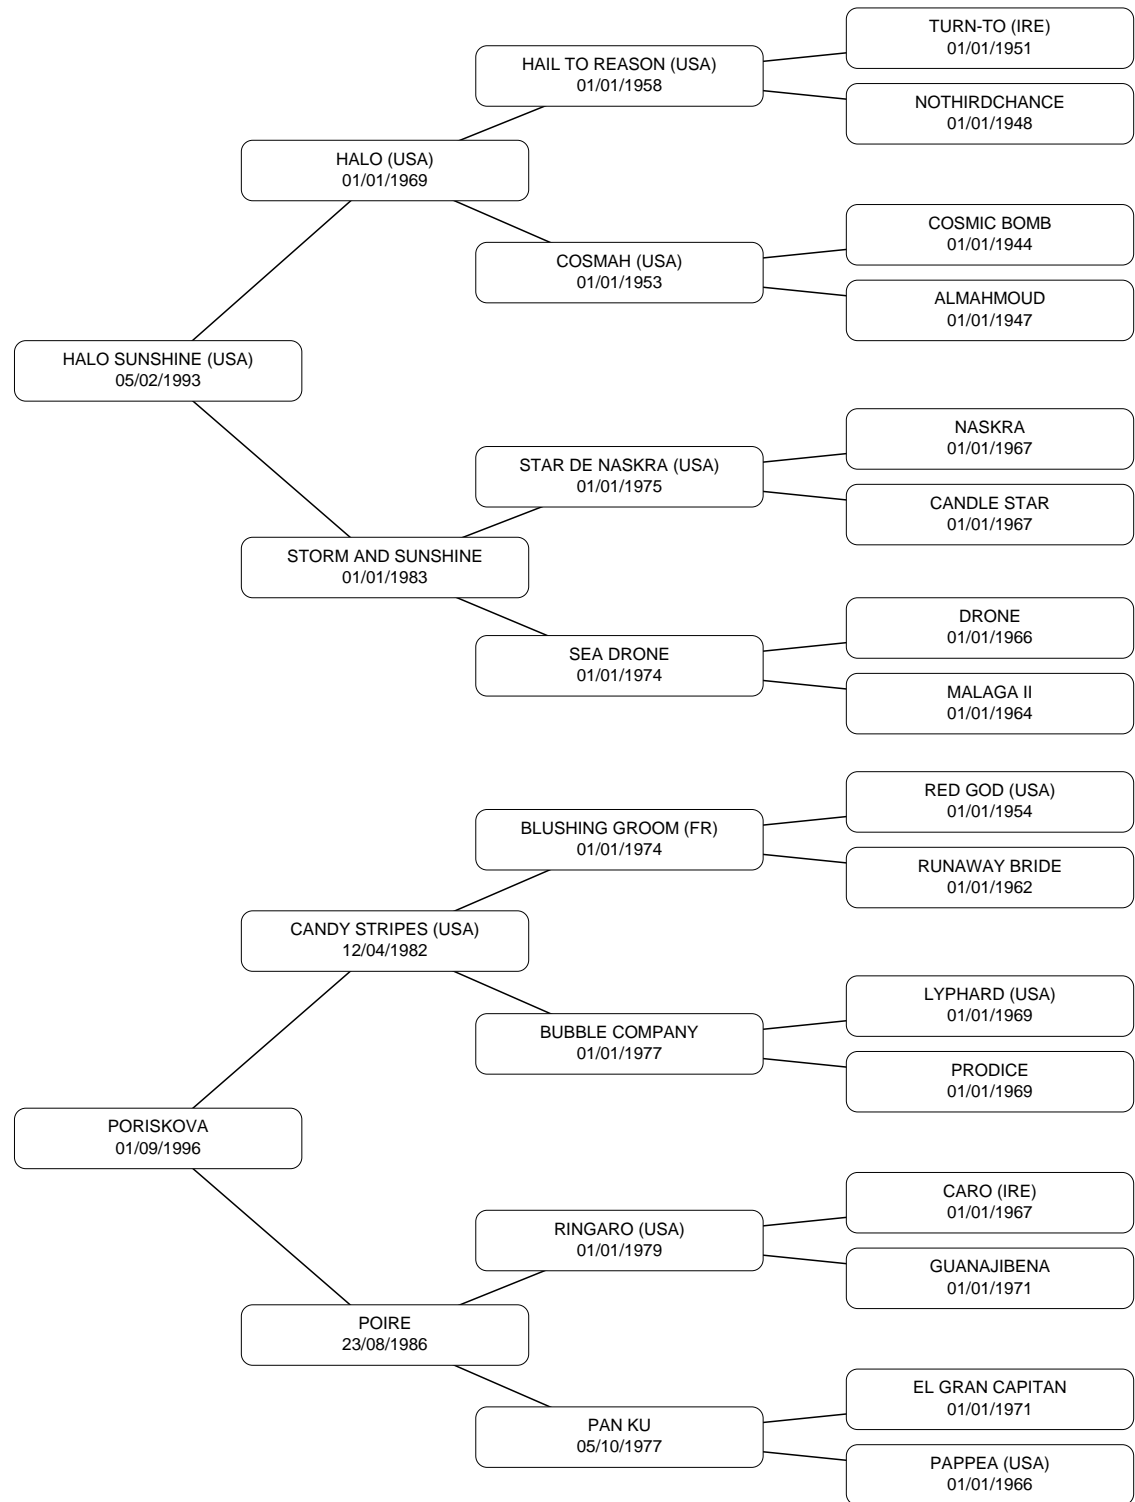 TURN-TO (IRE)
01/01/1951
HAIL TO REASON (USA)
01/01/1958
NOTHIRDCHANCE
01/01/1948
HALO (USA)
01/01/1969
COSMIC BOMB
01/01/1944
COSMAH (USA)
01/01/1953
ALMAHMOUD
01/01/1947
HALO SUNSHINE (USA)
05/02/1993
NASKRA
01/01/1967
STAR DE NASKRA (USA)
01/01/1975
CANDLE STAR
01/01/1967
STORM AND SUNSHINE
01/01/1983
DRONE
01/01/1966
SEA DRONE
01/01/1974
MALAGA II
01/01/1964
RED GOD (USA)
01/01/1954
BLUSHING GROOM (FR)
01/01/1974
RUNAWAY BRIDE
01/01/1962
CANDY STRIPES (USA)
12/04/1982
LYPHARD (USA)
01/01/1969
BUBBLE COMPANY
01/01/1977
PRODICE
01/01/1969
PORISKOVA
01/09/1996
CARO (IRE)
01/01/1967
RINGARO (USA)
01/01/1979
GUANAJIBENA
01/01/1971
POIRE
23/08/1986
EL GRAN CAPITAN
01/01/1971
PAN KU
05/10/1977
PAPPEA (USA)
01/01/1966